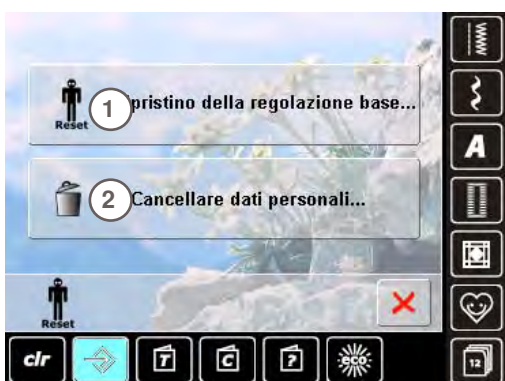 1
pristino della regolazione base...
Reset
2
Cancellare dati personali...
Reset
A
clr
T
C
?
eco
12